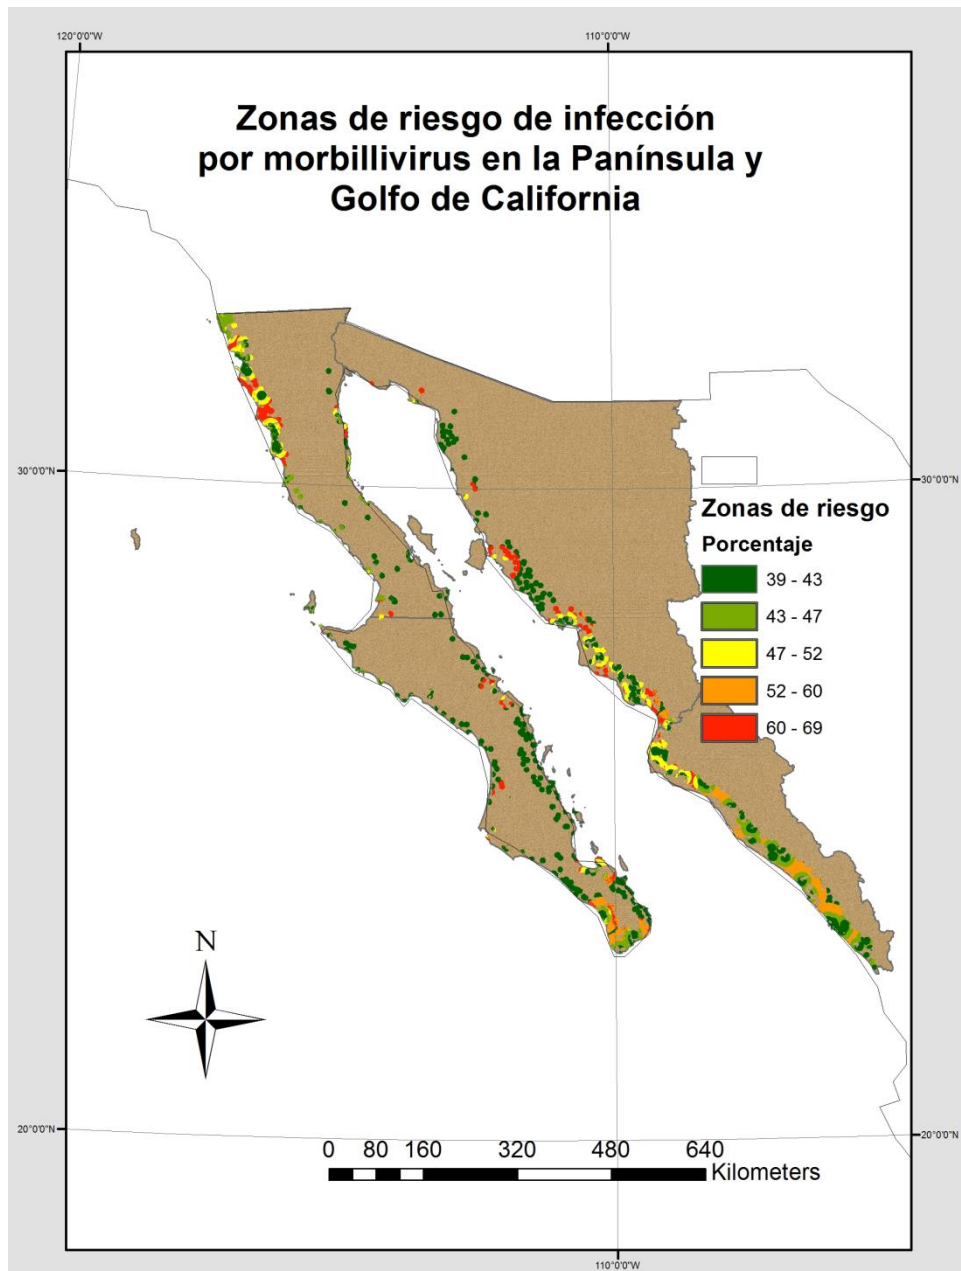 120°0'0"W
110°0'0"W
Zonas de riesgo de infección
por morbillivirus en la Panínsula y
Golfo de California
30°0'0"N
30°0'0"N
Zonas de riesgo
Porcentaje
39 - 43
43 - 47
47 - 52
52 - 60
60 - 69
N
20°0'0"N
20°0'0"N
0 80 160 320 480 640
Kilometers
110°0'0"W